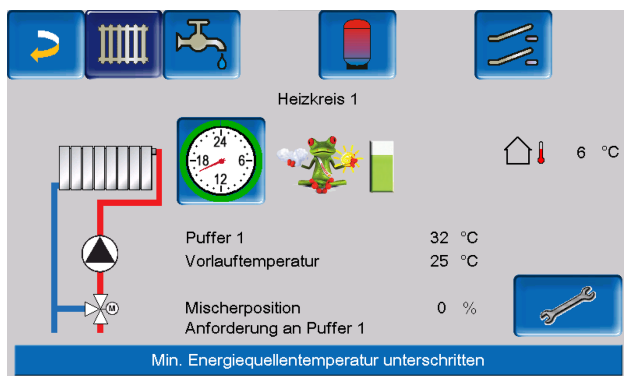 Heizkreis 1
24
18 6
12
6 °C
Puffer 1 32 °C
Vorlauftemperatur 25 °C
M
Mischerposition 0 %
Anforderung an Puffer 1
Min. Energiequellentemperatur unterschritten